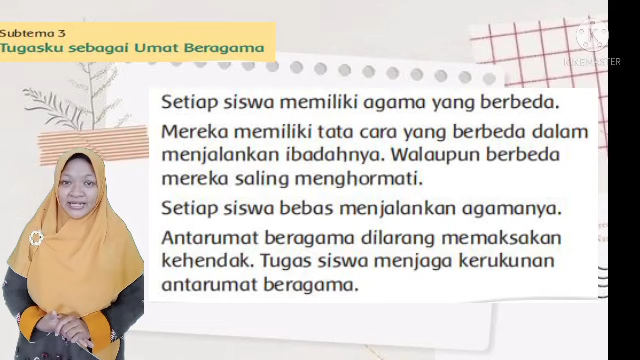 Subtema 3
Tugasku sebagai Umat Beragama
KINEMASTER
Setiap siswa memiliki agama yang berbeda.
Mereka memiliki tata cara yang berbeda dalam
menjalankan ibadahnya. Walaupun berbeda
mereka saling menghormati.
Setiap siswa bebas menjalankan agamanya.
Antarumat beragama dilarang memaksakan
kehendak. Tugas siswa menjaga kerukunan
antarumat beragama.